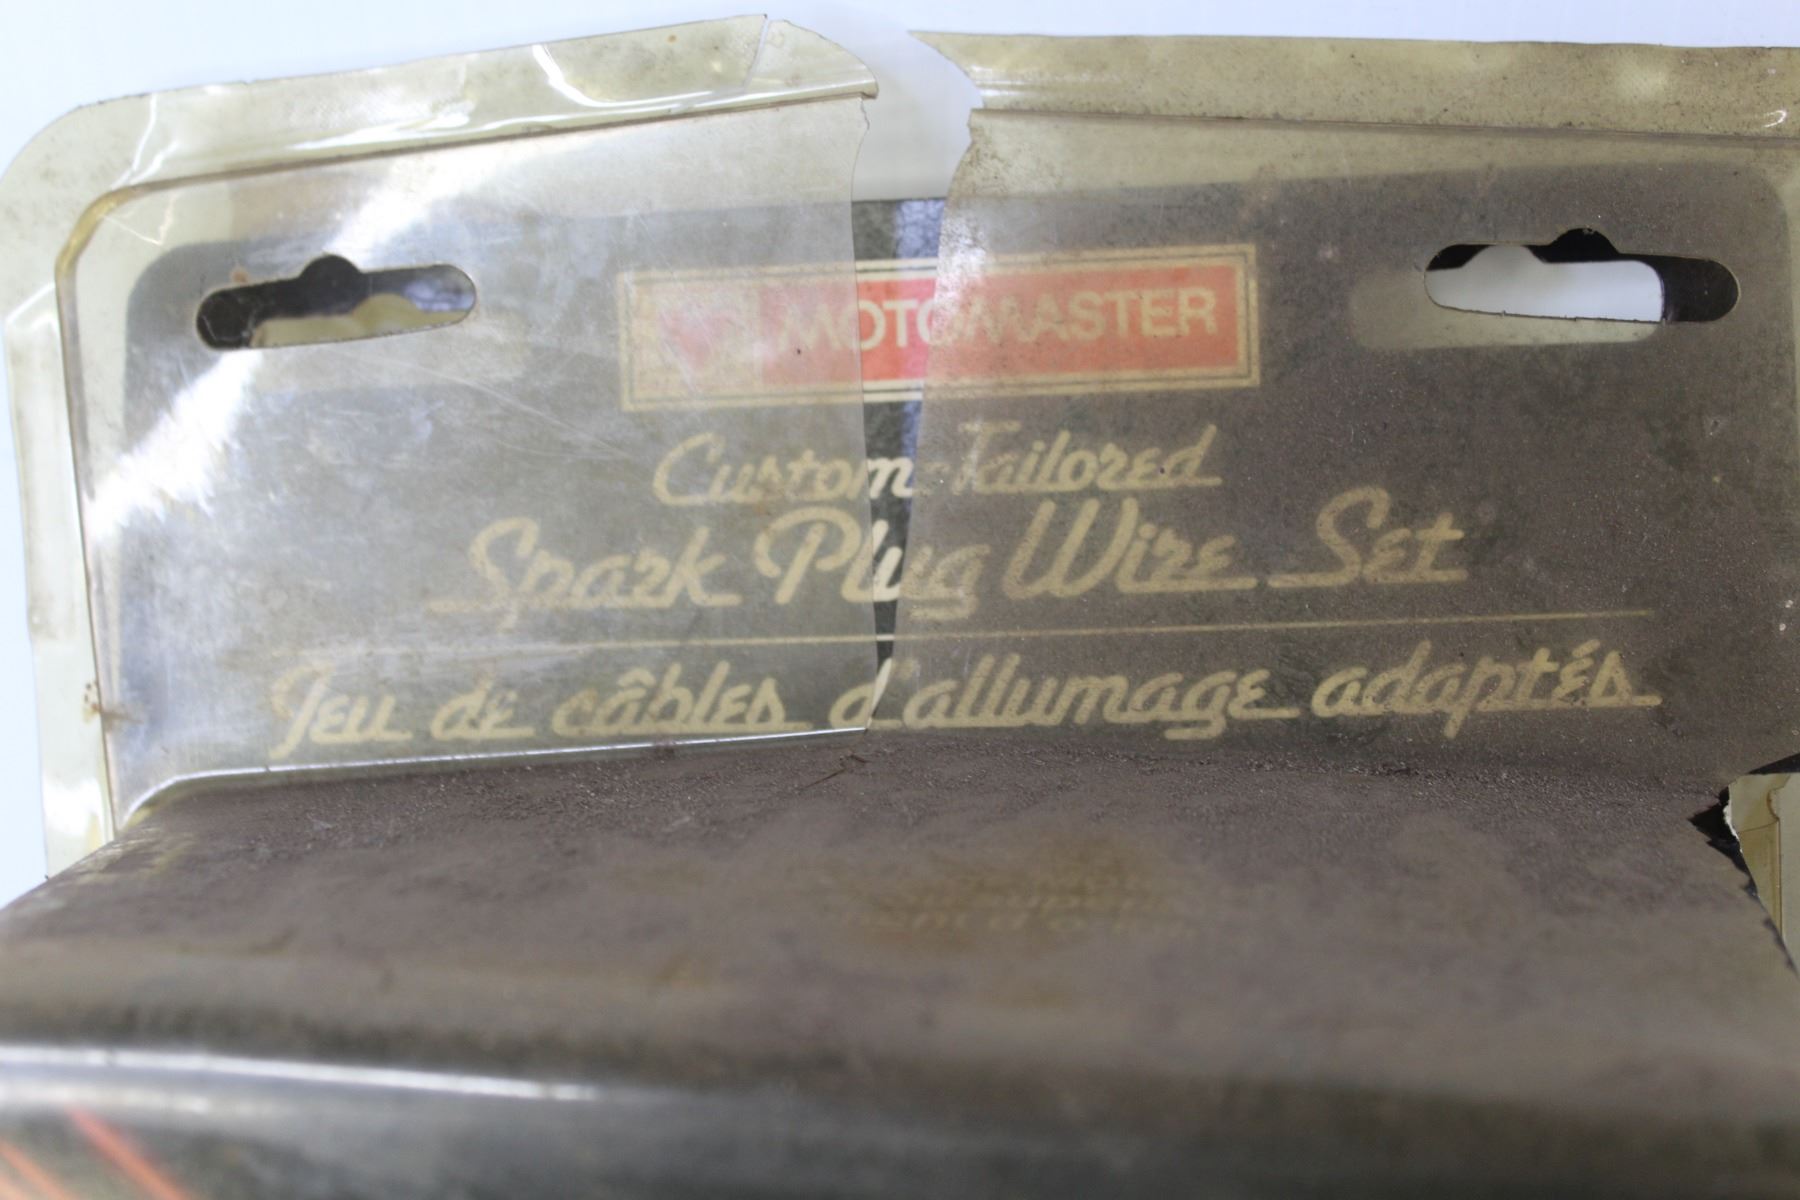 MOTOMASTER
Custom-Tailored
Spark Plug Wire Set
Jeu de câbles d'allumage adaptés